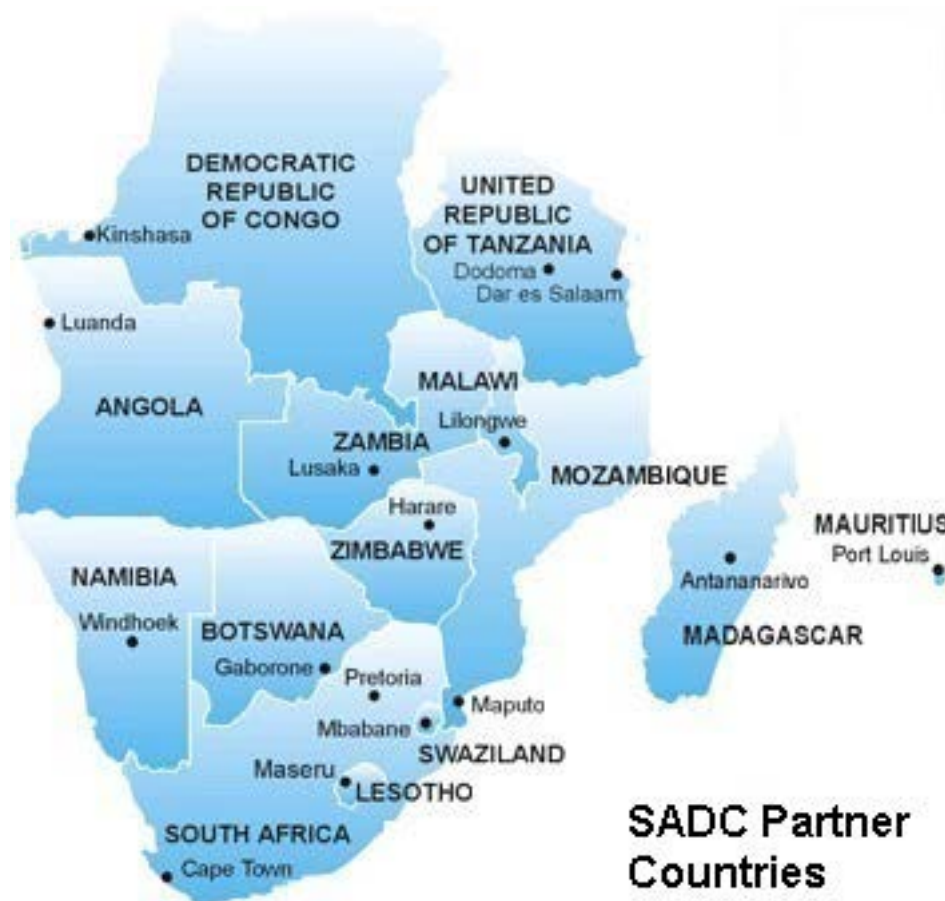 DEMOCRATIC
REPUBLIC
OF CONGO
UNITED
REPUBLIC
OF TANZANIA
Kinshasa
Dodoma
Dar es Salaam
Luanda
MALAWI
ANGOLA
Lilongwe
ZAMBIA
Lusaka
MOZAMBIQUE
Harare
MAURITIUS
ZIMBABWE
Port Louis
NAMIBIA
Antananarivo
Windhoek
BOTSWANA
MADAGASCAR
Gaborone
Pretoria
Maputo
Mbabane
SWAZILAND
Maseru
LESOTHO
SOUTH AFRICA
Cape Town
SADC Partner
Countries